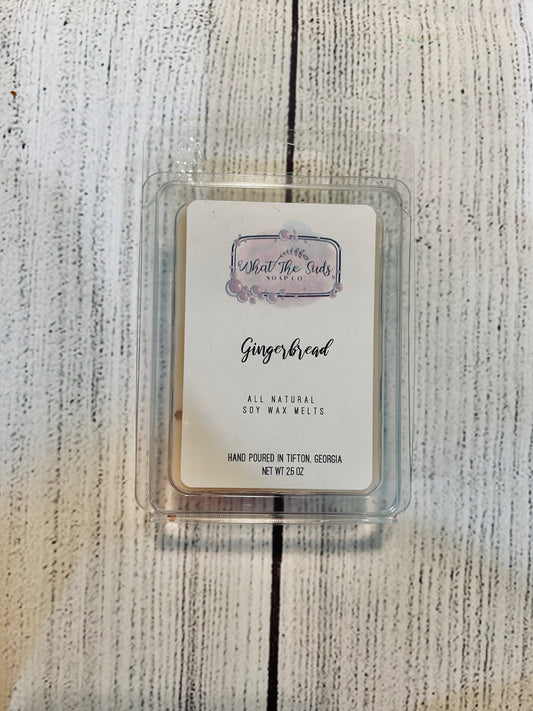 What The Suds
SOAP CO.
Gingerbread
ALL NATURAL
SOY WAX MELTS
HAND POURED IN TIFTON, GEORGIA
NET WT 2.5 OZ